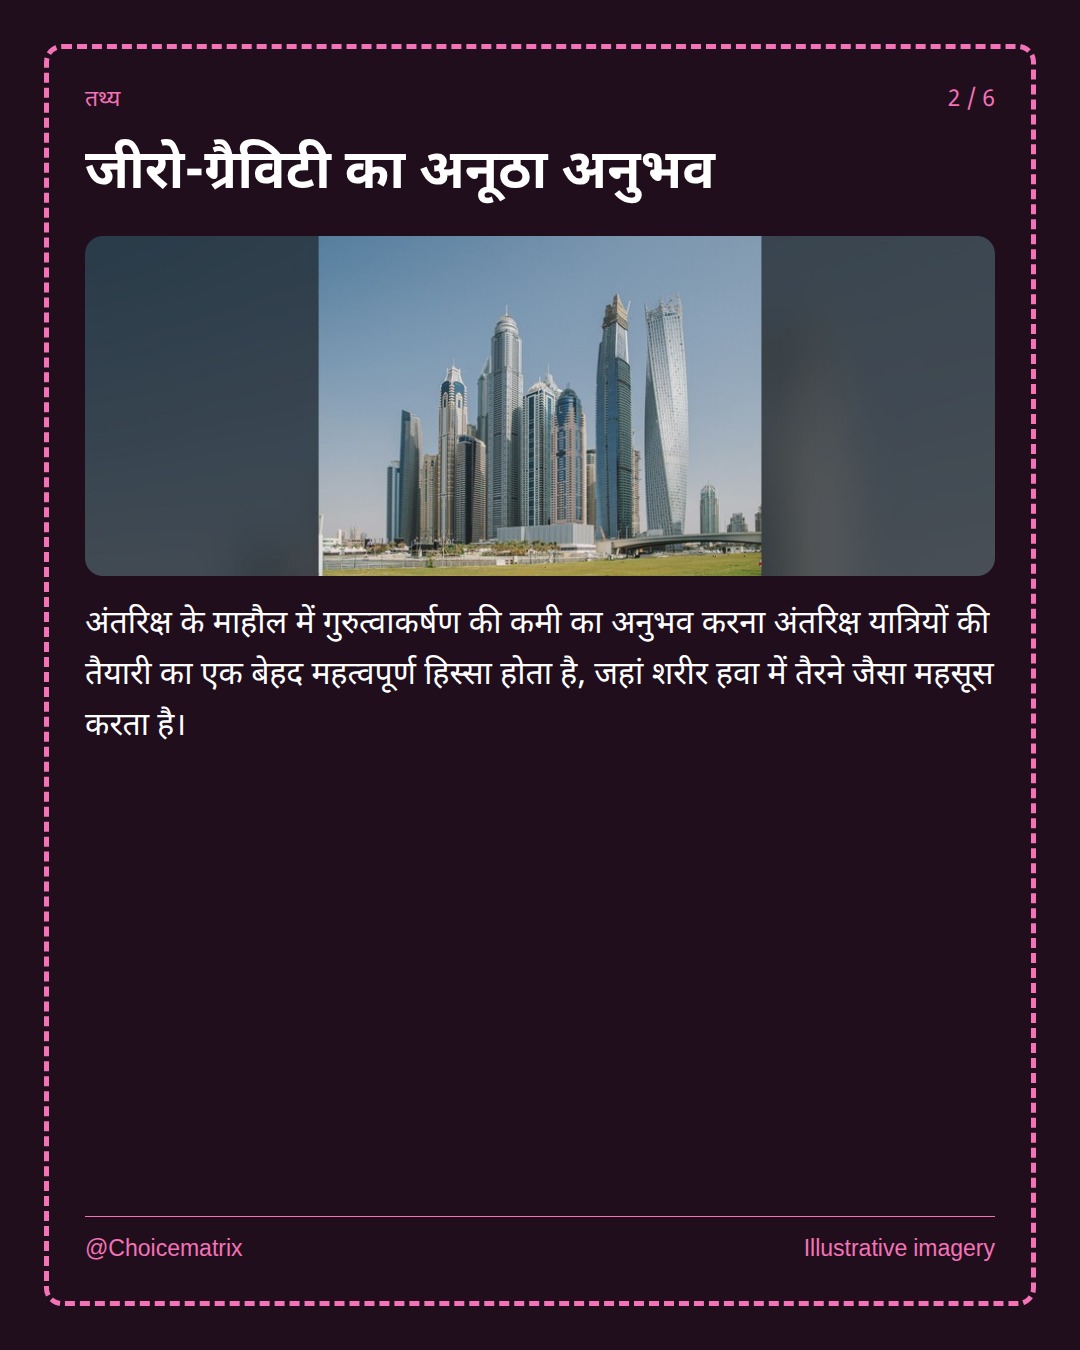 तथ्य
2 / 6
जीरो-ग्रैविटी का अनूठा अनुभव
अंतरिक्ष के माहौल में गुरुत्वाकर्षण की कमी का अनुभव करना अंतरिक्ष यात्रियों की
तैयारी का एक बेहद महत्वपूर्ण हिस्सा होता है, जहां शरीर हवा में तैरने जैसा महसूस
करता है।
@Choicematrix
Illustrative imagery